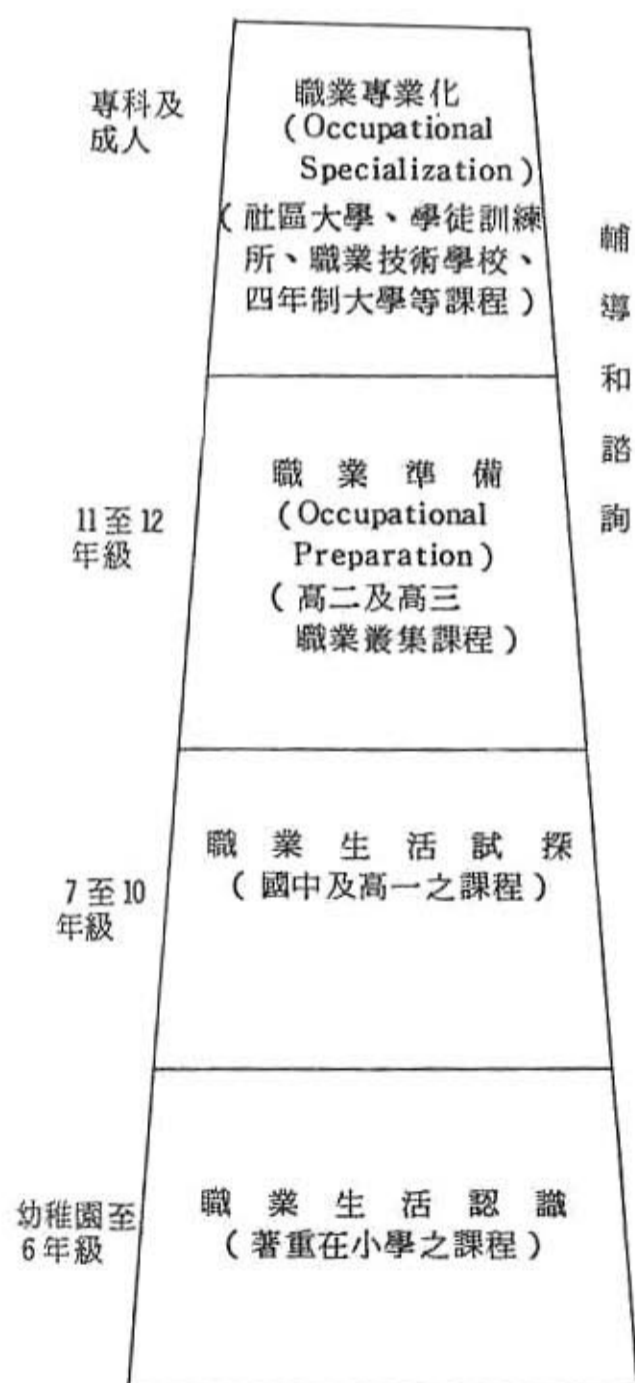 專科及
成人
職業專業化
(Occupational
Specialization)
(社區大學、學徒訓練
所、職業技術學校、
四年制大學等課程)
輔導和諮詢
11至12
年級
職業準備
(Occupational
Preparation)
(高二及高三
職業叢集課程)
7至10
年級
職業生活試探
(國中及高一之課程)
幼稚園至
6年級
職業生活認識
(著重在小學之課程)